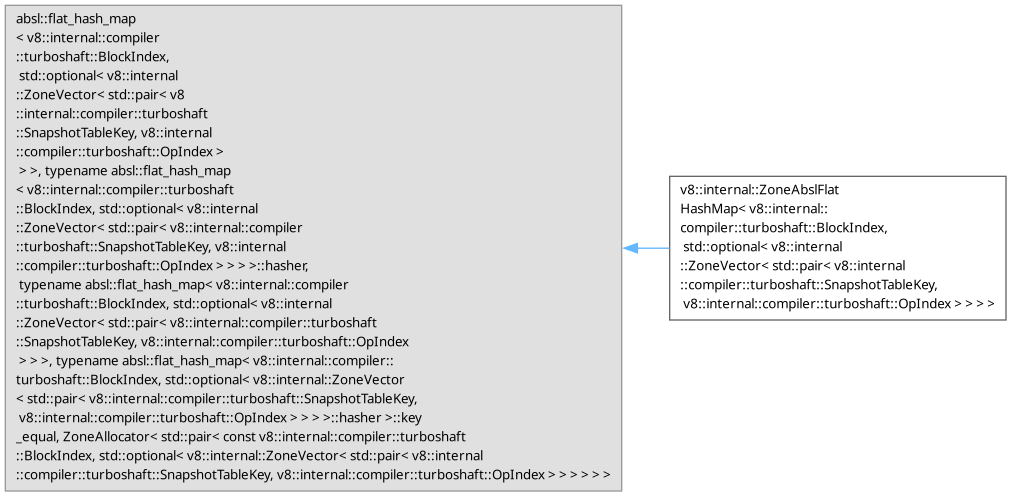 absl::flat_hash_map
< v8::internal::compiler
::turboshaft::BlockIndex,
std::optional< v8::internal
::ZoneVector< std::pair< v8
::internal::compiler::turboshaft
::SnapshotTableKey, v8::internal
::compiler::turboshaft::OpIndex >
> >, typename absl::flat_hash_map
< v8::internal::compiler::turboshaft
::BlockIndex, std::optional< v8::internal
::ZoneVector< std::pair< v8::internal::compiler
::turboshaft::SnapshotTableKey, v8::internal
::compiler::turboshaft::OpIndex > > > >::hasher,
typename absl::flat_hash_map< v8::internal::compiler
::turboshaft::BlockIndex, std::optional< v8::internal
::ZoneVector< std::pair< v8::internal::compiler::turboshaft
::SnapshotTableKey, v8::internal::compiler::turboshaft::OpIndex
> > >, typename absl::flat_hash_map< v8::internal::compiler::
turboshaft::BlockIndex, std::optional< v8::internal::ZoneVector
< std::pair< v8::internal::compiler::turboshaft::SnapshotTableKey,
v8::internal::compiler::turboshaft::OpIndex > > > >::hasher >::key
_equal, ZoneAllocator< std::pair< const v8::internal::compiler::turboshaft
::BlockIndex, std::optional< v8::internal::ZoneVector< std::pair< v8::internal
::compiler::turboshaft::SnapshotTableKey, v8::internal::compiler::turboshaft::OpIndex > > > > > >
v8::internal::ZoneAbslFlat
HashMap< v8::internal::
compiler::turboshaft::BlockIndex,
std::optional< v8::internal
::ZoneVector< std::pair< v8::internal
::compiler::turboshaft::SnapshotTableKey,
v8::internal::compiler::turboshaft::OpIndex > > > >